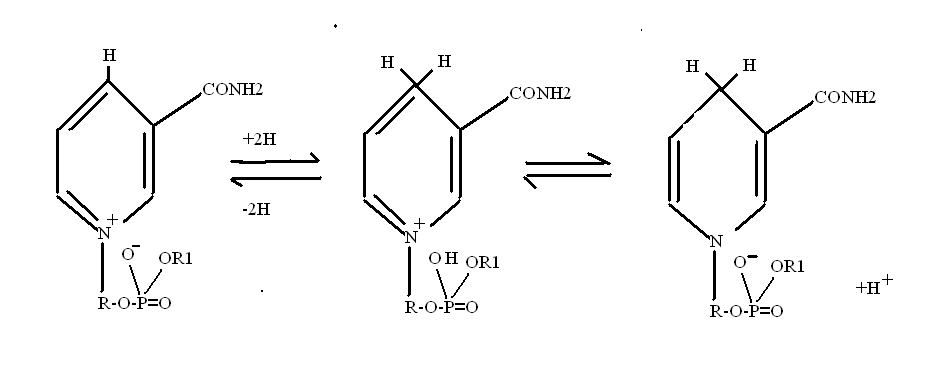 H
CONH2
N+
O-
OR1
R-O-P=O
+2H
-2H
H H
CONH2
N+
OH OR1
R-O-P=O
H H
CONH2
N
O-
OR1
R-O-P=O
+H+